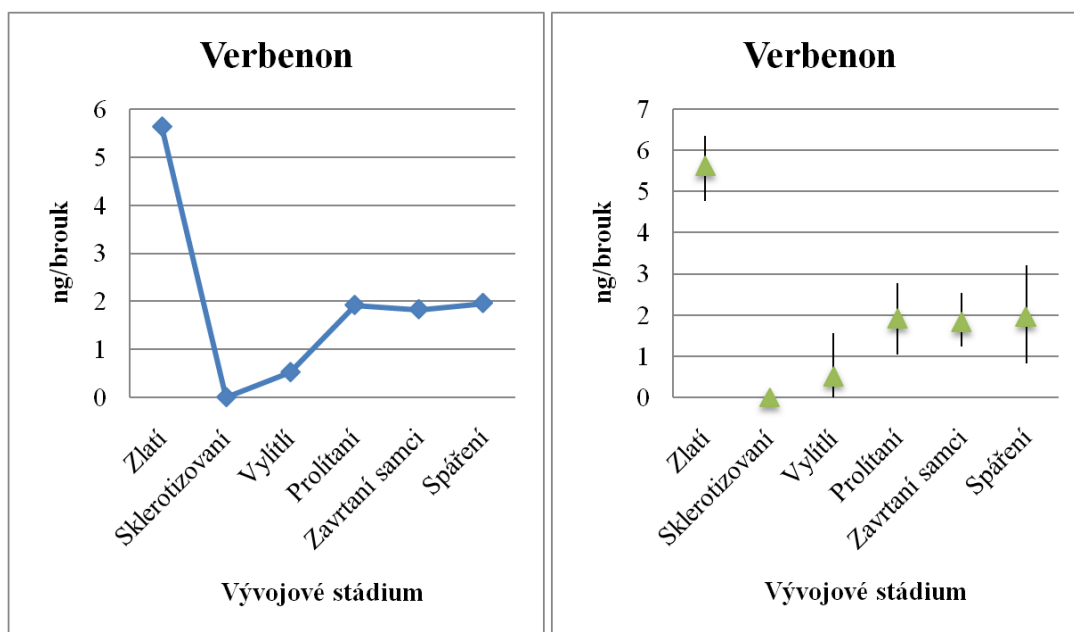 Verbenon
6
5
4
3
2
1
0
ng/brouk
Zlatí
Sklerotizovaní
Vylítlí
Prolítaní
Zavrtaní samci
Spáření
Vývojové stádium
Verbenon
7
6
5
4
3
2
1
0
ng/brouk
Zlatí
Sklerotizovaní
Vylítlí
Prolítaní
Zavrtaní samci
Spáření
Vývojové stádium